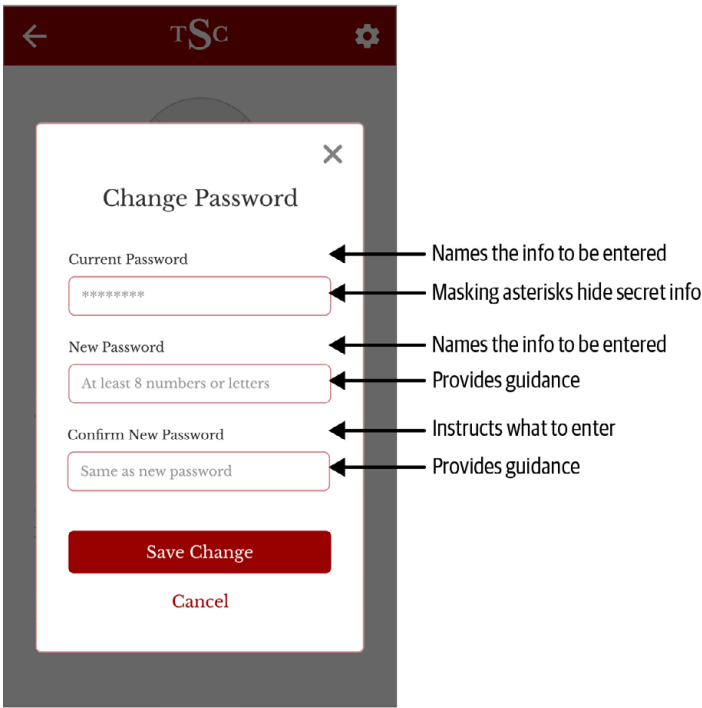 TSC
Change Password
Current Password
Names the info to be entered
********
Masking asterisks hide secret info
New Password
Names the info to be entered
At least 8 numbers or letters
Provides guidance
Confirm New Password
Instructs what to enter
Same as new password
Provides guidance
Save Change
Cancel